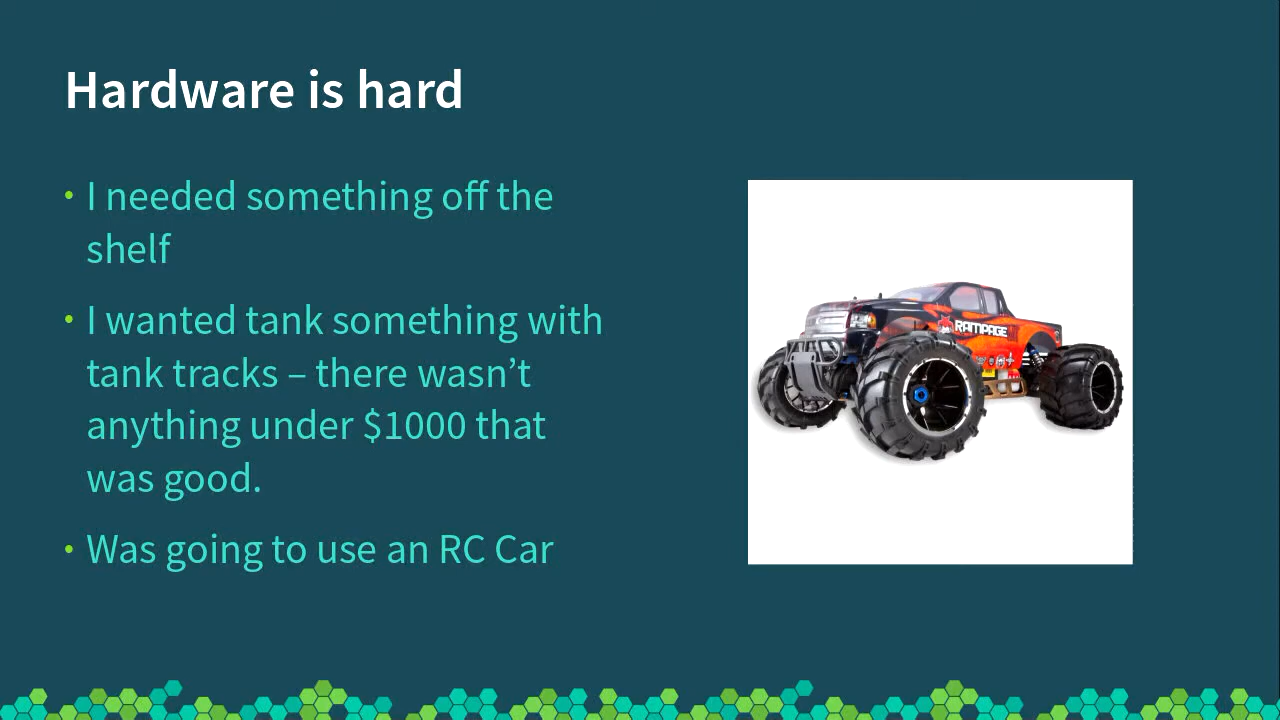 Hardware is hard
• I needed something off the
shelf
• I wanted tank something with
tank tracks – there wasn’t
anything under $1000 that
was good.
• Was going to use an RC Car
RAMPAGE